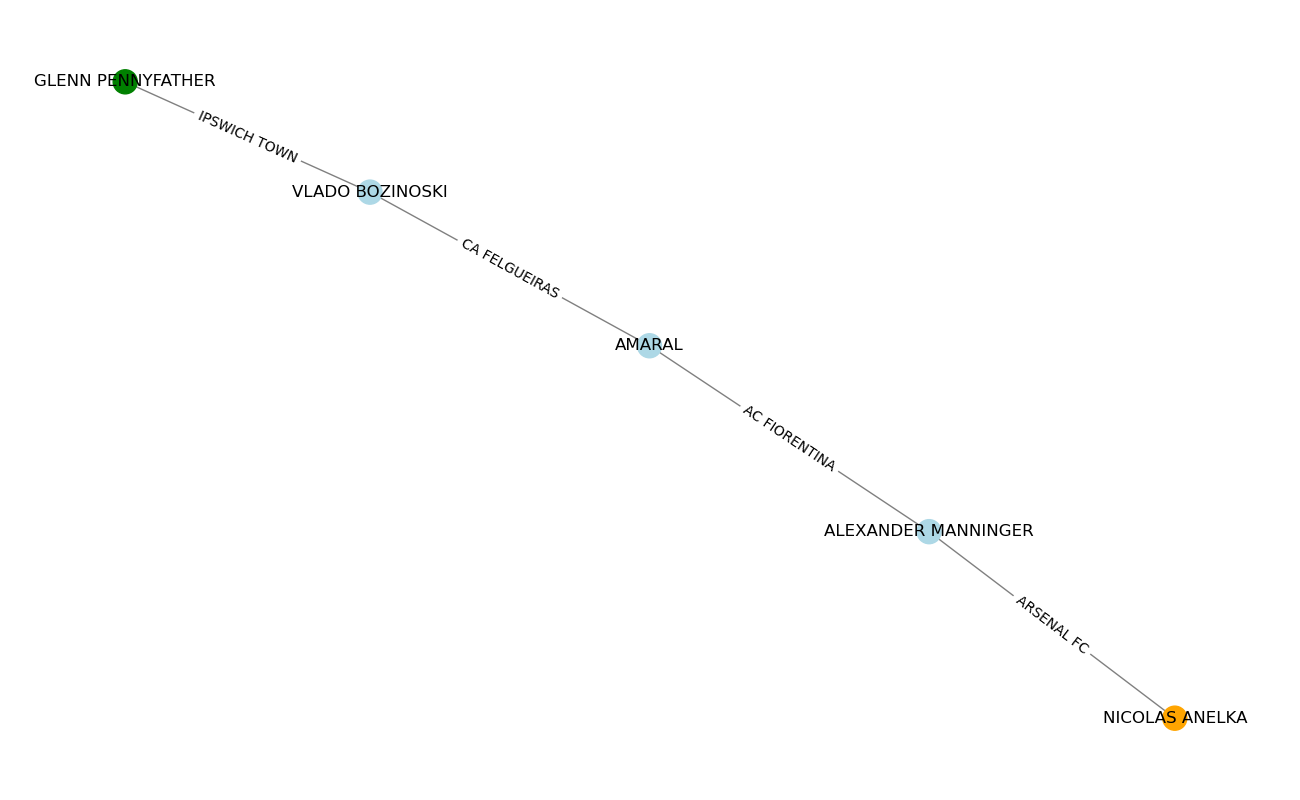 GLENN PENNYFATHER
IPSWICH TOWN
VLADO BOZINOSKI
CA FELGUEIRAS
AMARAL
AC FIORENTINA
ALEXANDER MANNINGER
ARSENAL FC
NICOLAS ANELKA